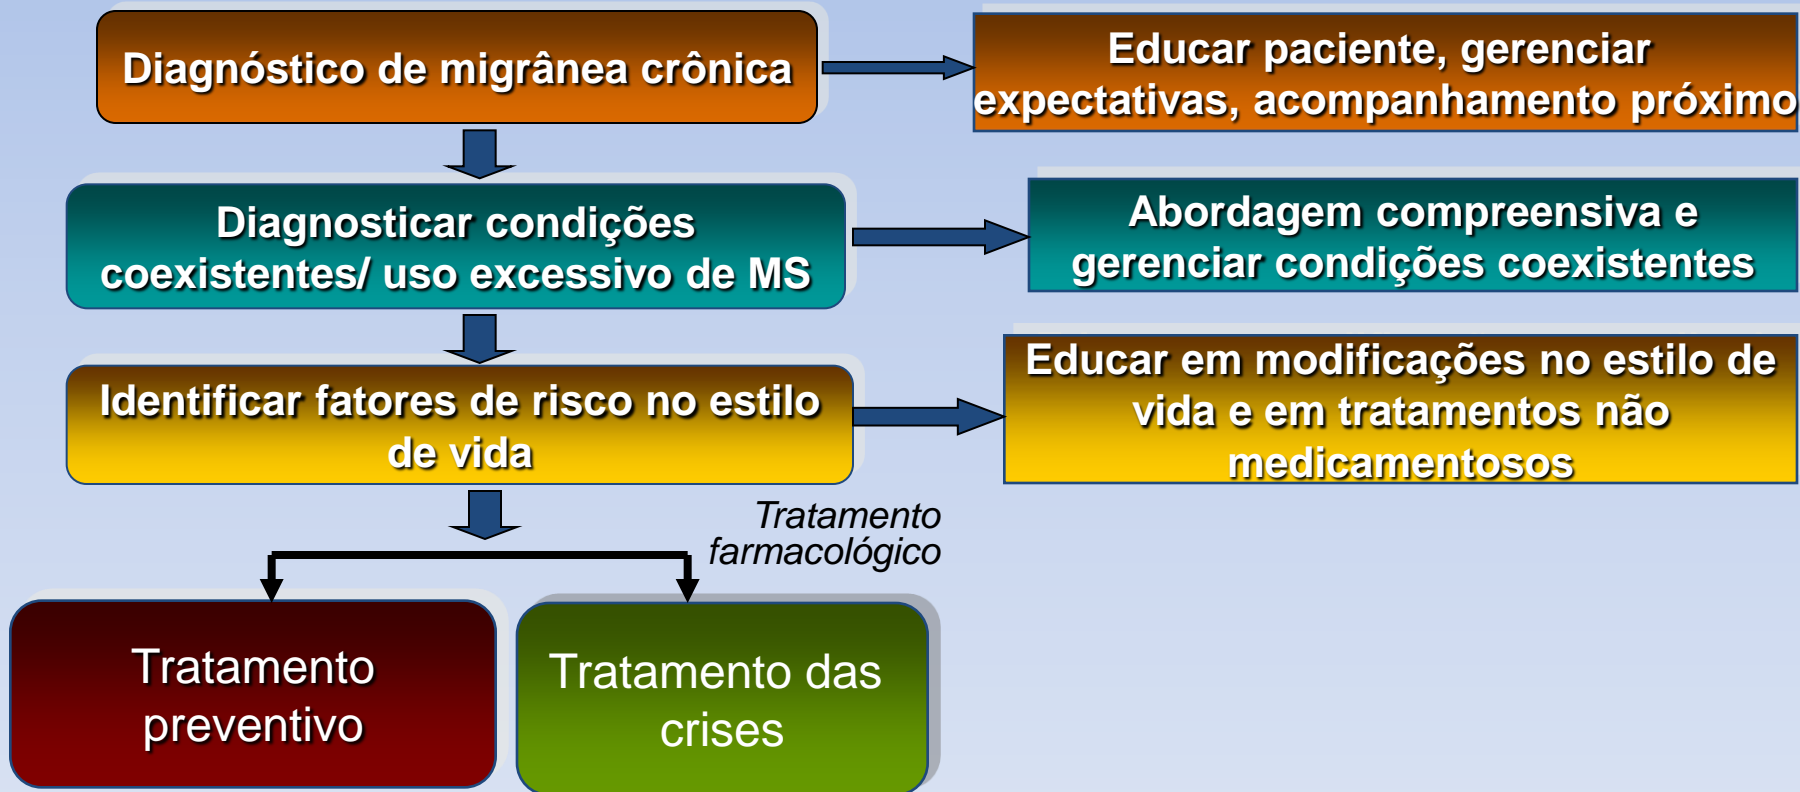 Diagnóstico de migrânea crônica
Educar paciente, gerenciar
expectativas, acompanhamento próximo
Diagnosticar condições
coexistentes/ uso excessivo de MS
Abordagem compreensiva e
gerenciar condições coexistentes
Identificar fatores de risco no estilo
de vida
Educar em modificações no estilo de
vida e em tratamentos não
medicamentosos
Tratamento
farmacológico
Tratamento
preventivo
Tratamento das
crises